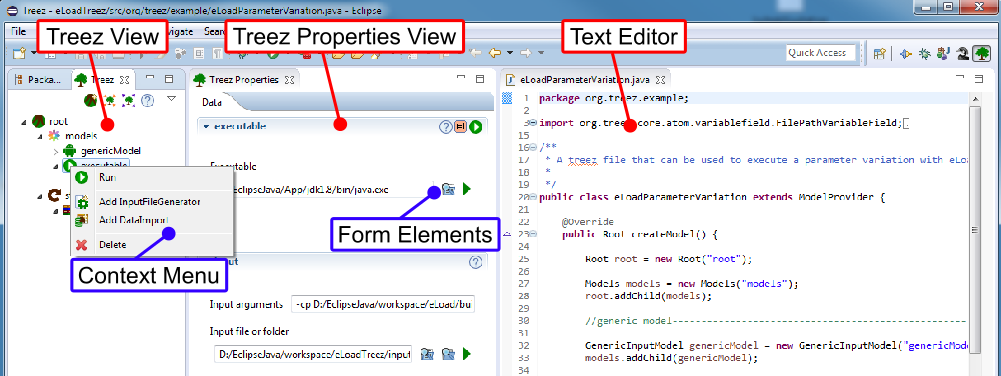 Treez - eLoadTreez/src/org/treez/example/eLoadParameterVariation.java - Eclipse
File
vigate
Sear
Treez View
Treez Properties View
Text Editor
Quick Access
Packa...
Treez
Treez Properties
eLoadParameterVariation.java
root
models
genericModel
executable
Run
Add InputFileGenerator
Add DataImport
Delete
Context Menu
Data
executable
Executable
EclipseJava/App/jdk18/bin/java.exe
Form Elements
Input arguments
-cp D:/EclipseJava/workspace/eLoad/bu
Input file or folder
D:/EclipseJava/workspace/eLoadTreez/input
1 package org.treez.example;
2
3 import org.treez.core.atom.variablefield.FilePathVariableField;
15
16 /**
17 * A treez file that can be used to execute a parameter variation with eLoa
18 *
19 */
20 public class eLoadParameterVariation extends ModelProvider {
21
22 @Override
23 public Root createModel() {
24
25 Root root = new Root("root");
26
27 Models models = new Models("models");
28 root.addChild(models);
29
30 //generic model----------------------------------------------------
31
32 GenericInputModel genericModel = new GenericInputModel("genericMode
33 models.addChild(genericModel);